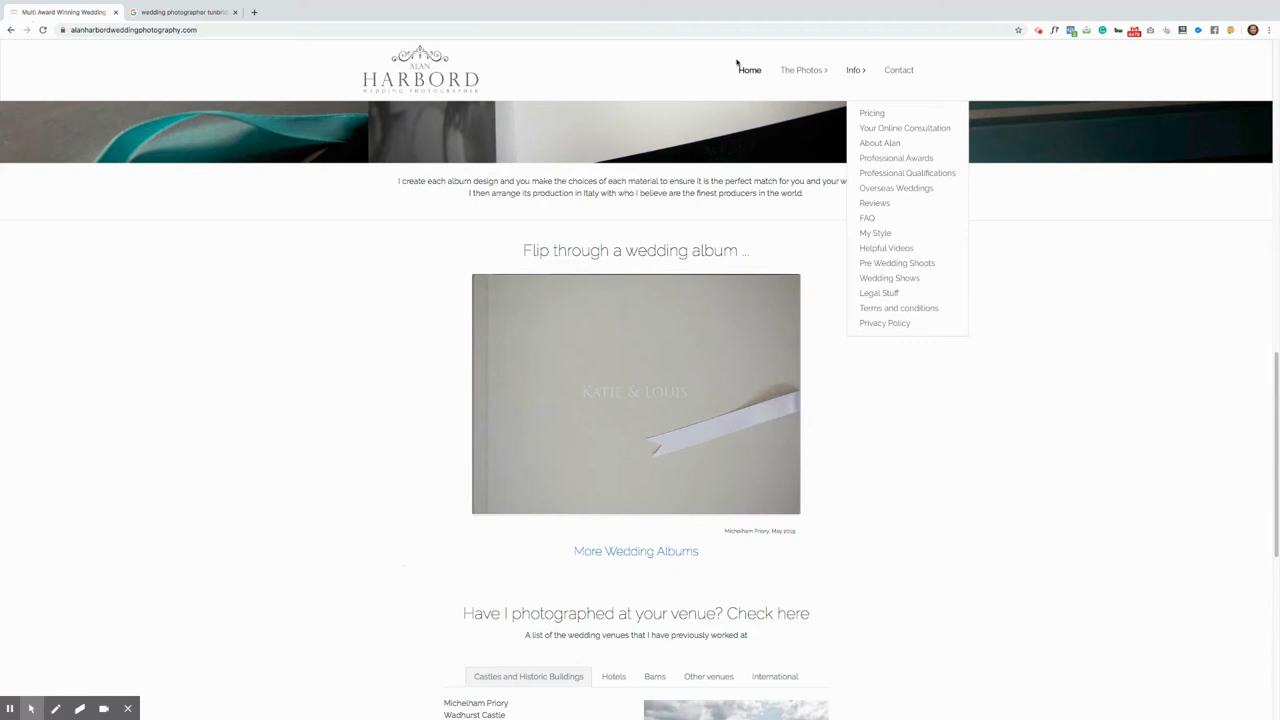 Multi Award Winning Wedding
wedding photographer tunbri
alanharbordweddingphotography.com
ALAN
HARBORD
WEDDING PHOTOGRAPHER
Home
The Photos ›
Info ›
Contact
Pricing
Your Online Consultation
About Alan
Professional Awards
Professional Qualifications
Overseas Weddings
Reviews
FAQ
My Style
Helpful Videos
Pre Wedding Shoots
Wedding Shows
Legal Stuff
Terms and conditions
Privacy Policy
I create each album design and you make the choices of each material to ensure it is the perfect match for you and your w
I then arrange its production in Italy with who I believe are the finest producers in the world.
Flip through a wedding album ...
KATIE & LOUIS
Michelham Priory, May 2019
More Wedding Albums
Have I photographed at your venue? Check here
A list of the wedding venues that I have previously worked at
Castles and Historic Buildings
Hotels
Barns
Other venues
International
Michelham Priory
Wadhurst Castle